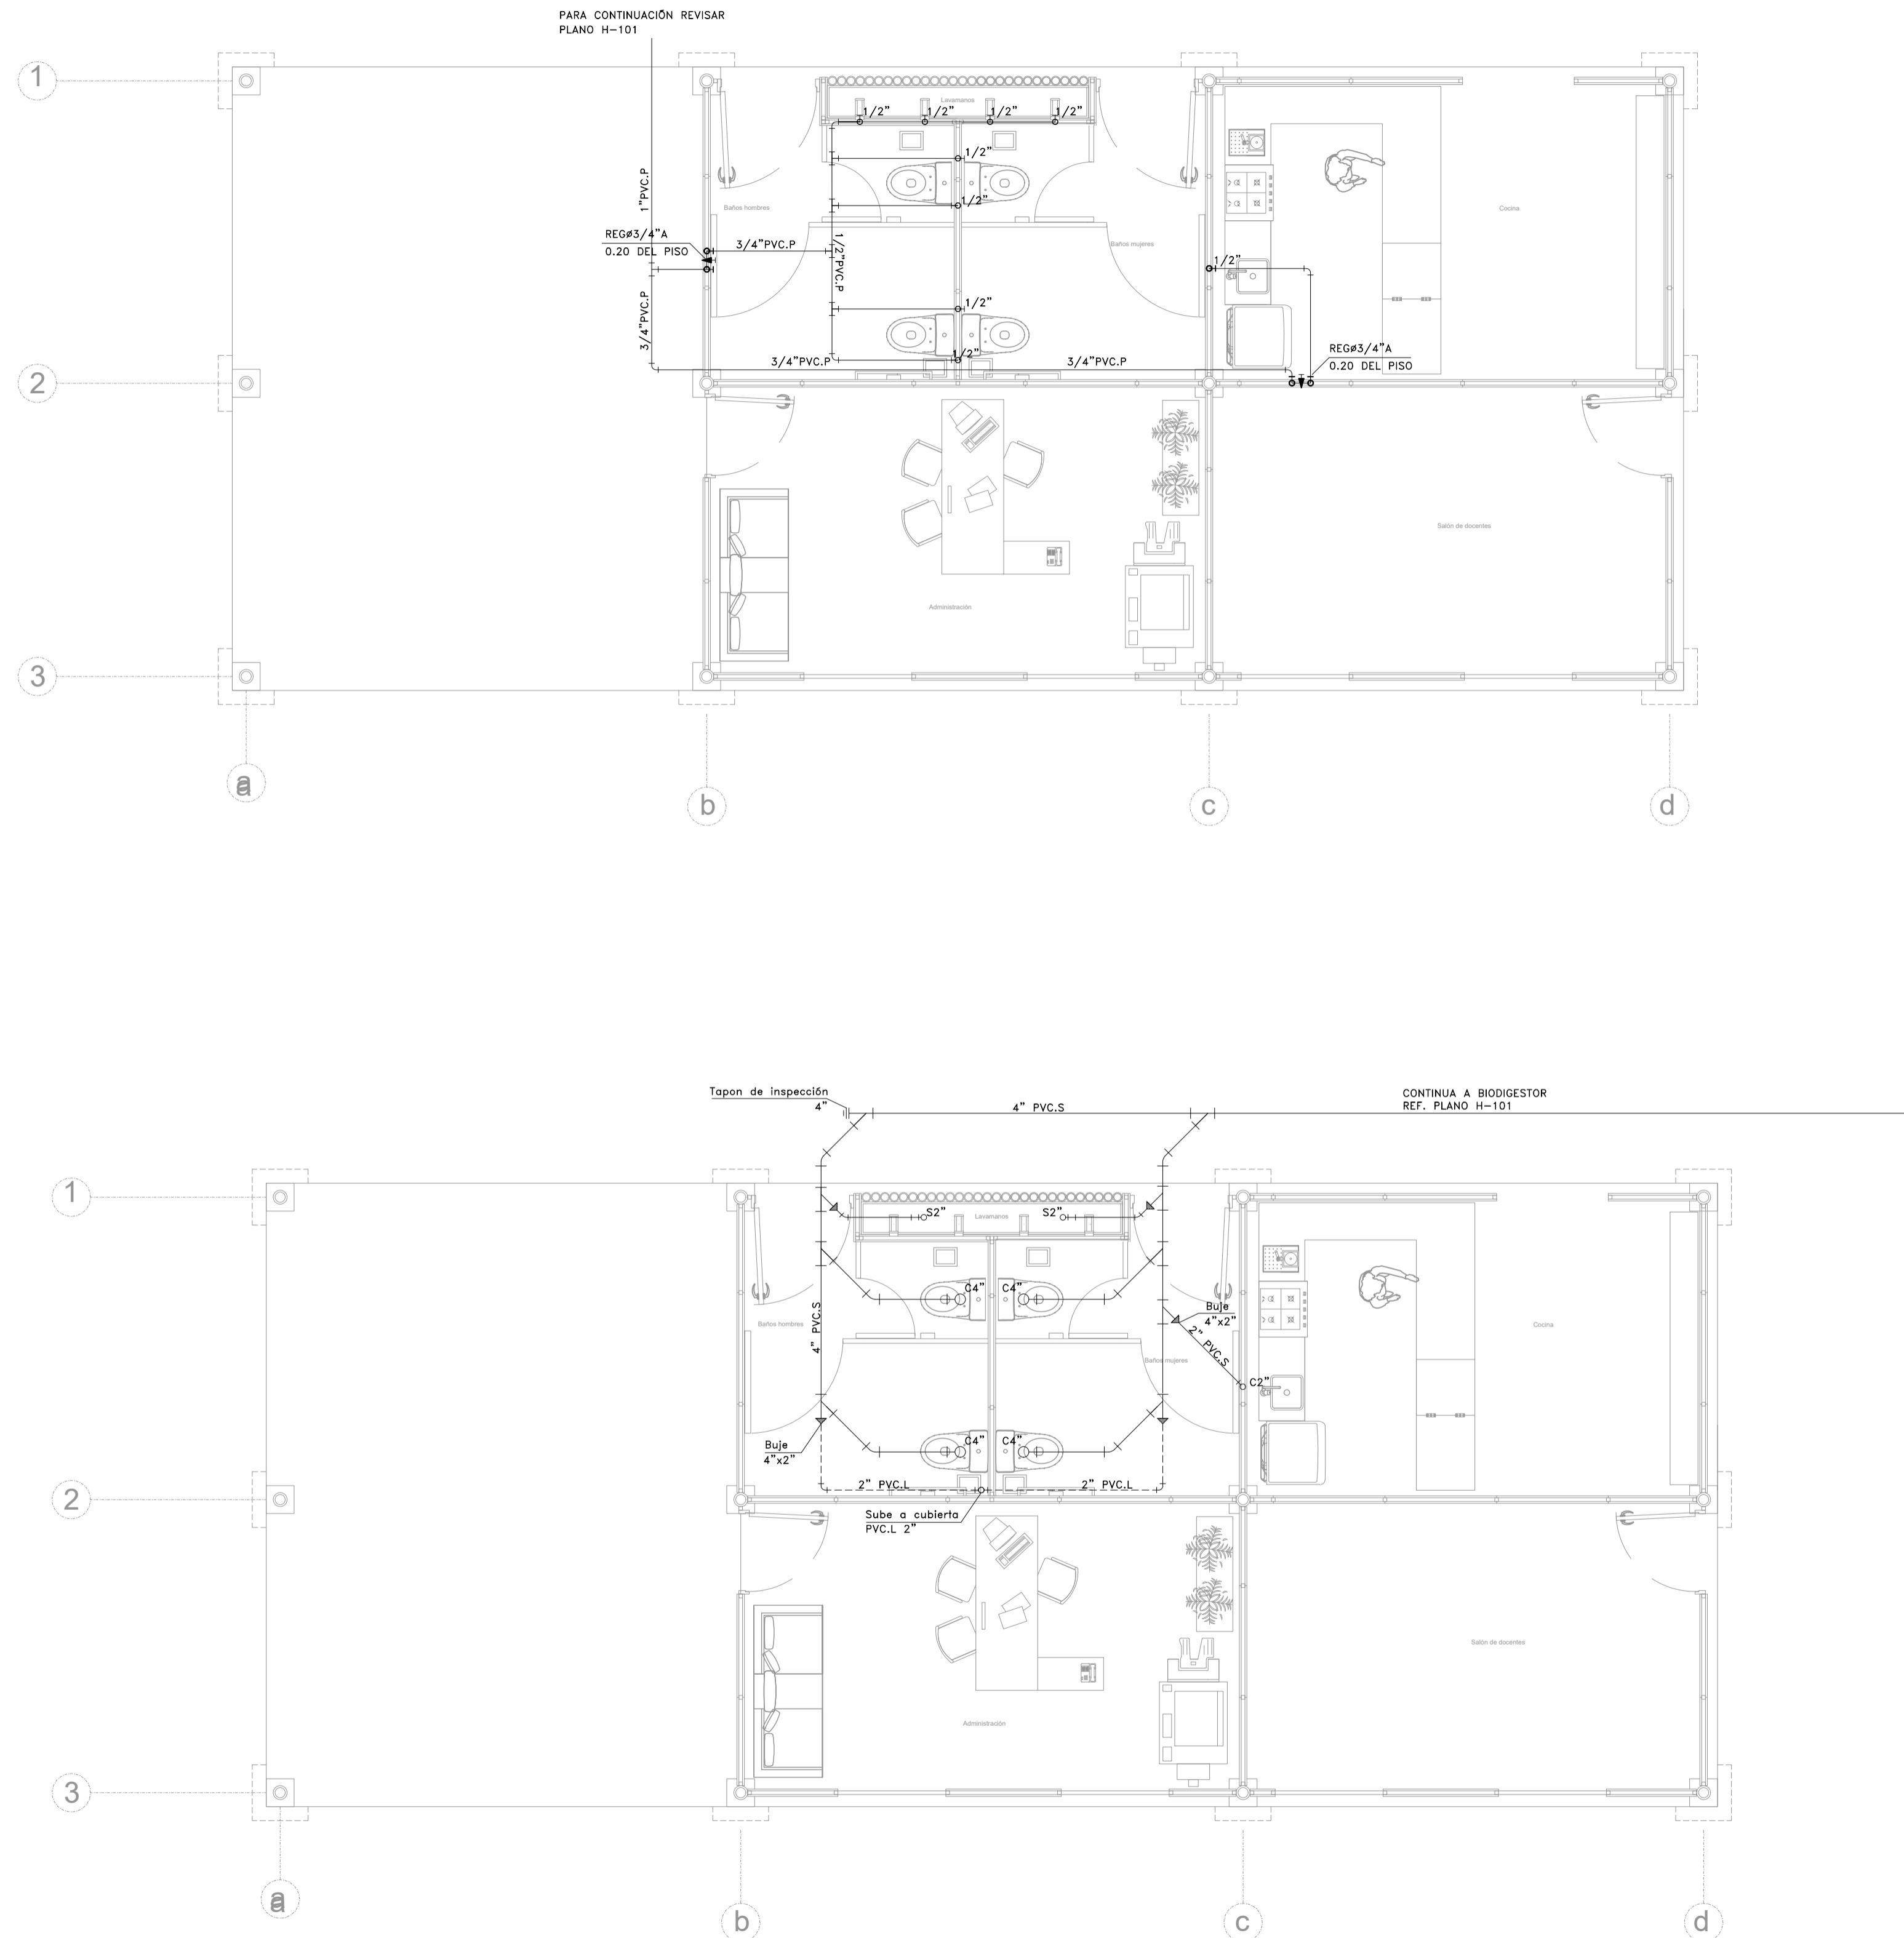 PARA CONTINUACIÓN REVISAR
PLANO H-101
1
Lavamanos
1/2"
1/2"
1/2"
1/2"
1/2"
1"PVC.P
Baños hombres
1/2"
Cocina
REGø3/4"A
0.20 DEL PISO
3/4"PVC.P
1/2"PVC.P
Baños mujeres
1/2"
3/4"PVC.P
1/2"
1/2"
REGø3/4"A
0.20 DEL PISO
3/4"PVC.P
3/4"PVC.P
2
Salón de docentes
Administración
3
a
b
c
d
Tapon de inspección
4"
4" PVC.S
CONTINUA A BIODIGESTOR
REF. PLANO H-101
1
S2"
Lavamanos
S2"
C4"
C4"
4" PVC.S
Baños hombres
Buje
4"x2"
2" PVC.S
Cocina
Baños mujeres
C2"
Buje
4"x2"
C4"
C4"
2" PVC.L
2" PVC.L
2
Sube a cubierta
PVC.L 2"
Salón de docentes
Administración
3
a
b
c
d